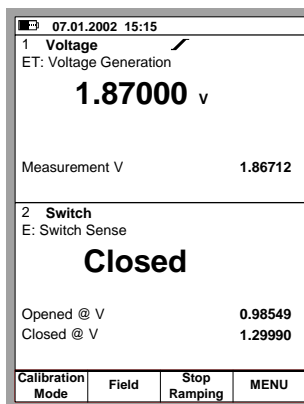 07.01.2002 15:15
1 Voltage
ET: Voltage Generation
1.87000 V
Measurement V 1.86712
2 Switch
E: Switch Sense
Closed
Opened @ V 0.98549
Closed @ V 1.29990
Calibration Mode Field Stop Ramping MENU